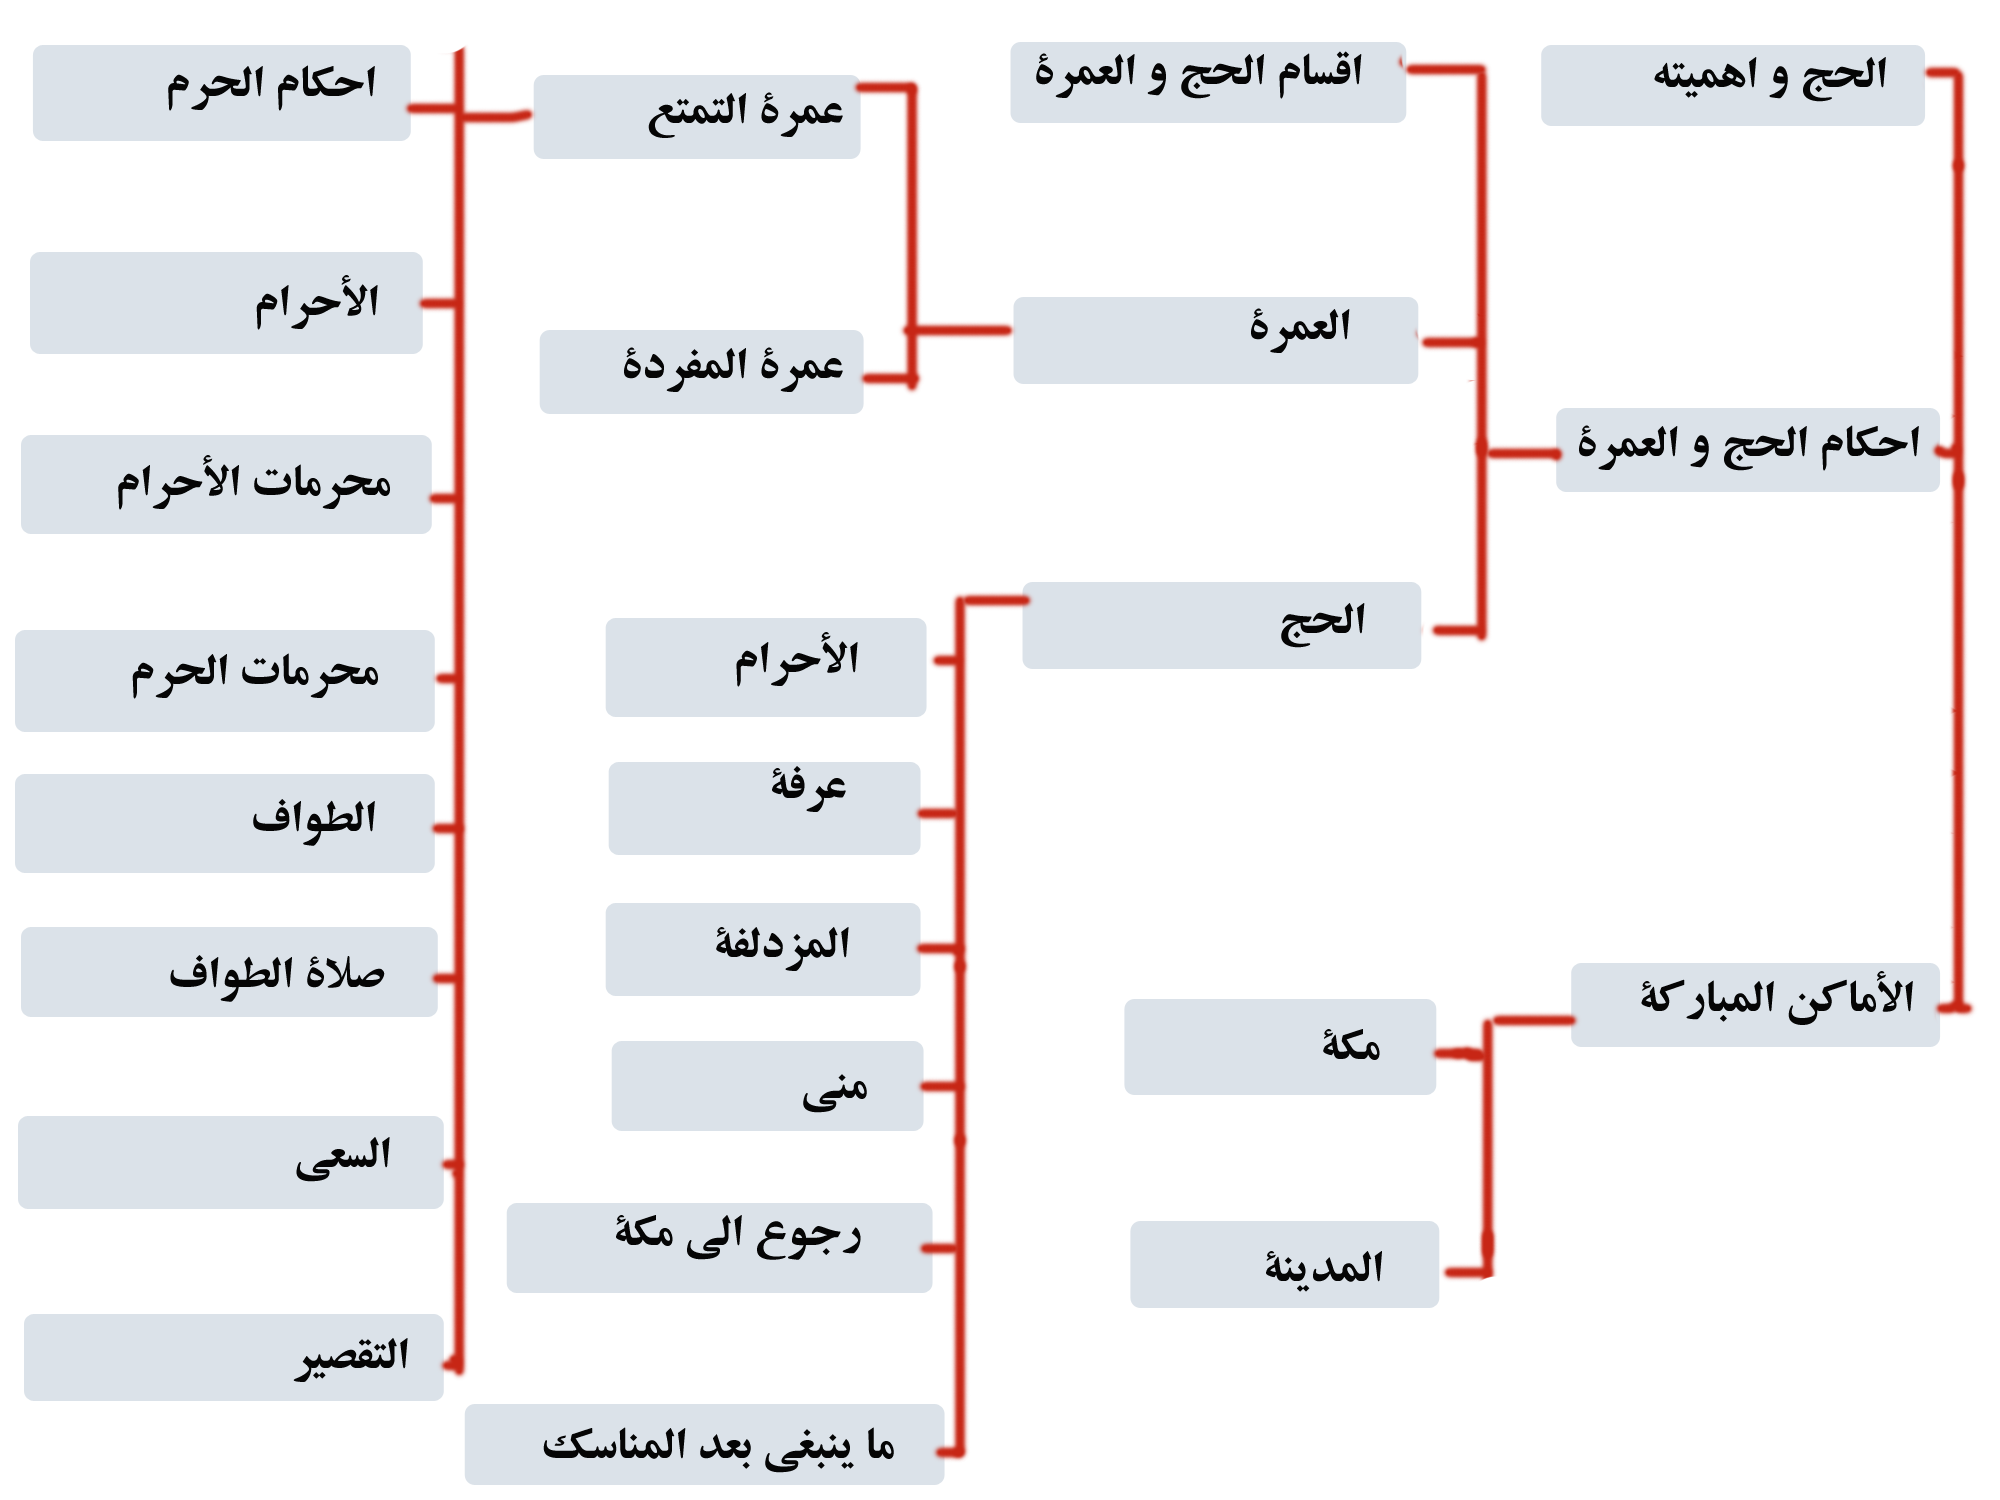 الحج و اهميته
احكام الحج و العمرة
الأماكن المباركة
اقسام الحج و العمرة
العمرة
الحج
مكة
المدينة
عمرة التمتع
عمرة المفردة
الأحرام
عرفة
المزدلفة
منى
رجوع الى مكة
ما ينبغى بعد المناسك
احكام الحرم
الأحرام
محرمات الأحرام
محرمات الحرم
الطواف
صلاة الطواف
السعى
التقصير